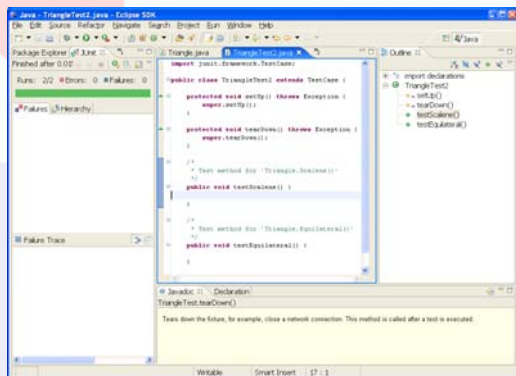 Java - TriangleTest2.java - Eclipse SDK
File Edit Source Refactor Navigate Search Project Run Window Help
Java
Package Explorer JUnit
Finished after 0.01
Runs: 2/2 Errors: 0 Failures: 0
Failures Hierarchy
Failure Trace
Triangle.java TriangleTest2.java
import junit.framework.TestCase;
public class TriangleTest2 extends TestCase {
protected void setUp() throws Exception {
super.setUp();
}
protected void tearDown() throws Exception {
super.tearDown();
}
/*
* Test method for 'Triangle.Scalene()'
*/
public void testScalene() {
}
/*
* Test method for 'Triangle.Equilateral()'
*/
public void testEquilateral() {
}
Outline
import declarations
TriangleTest2
setUp()
tearDown()
testScalene()
testEquilateral()
Javadoc Declaration
TriangleTest.tearDown()
Tears down the fixture, for example, close a network connection. This method is called after a test is executed.
Writable Smart Insert 17 : 1